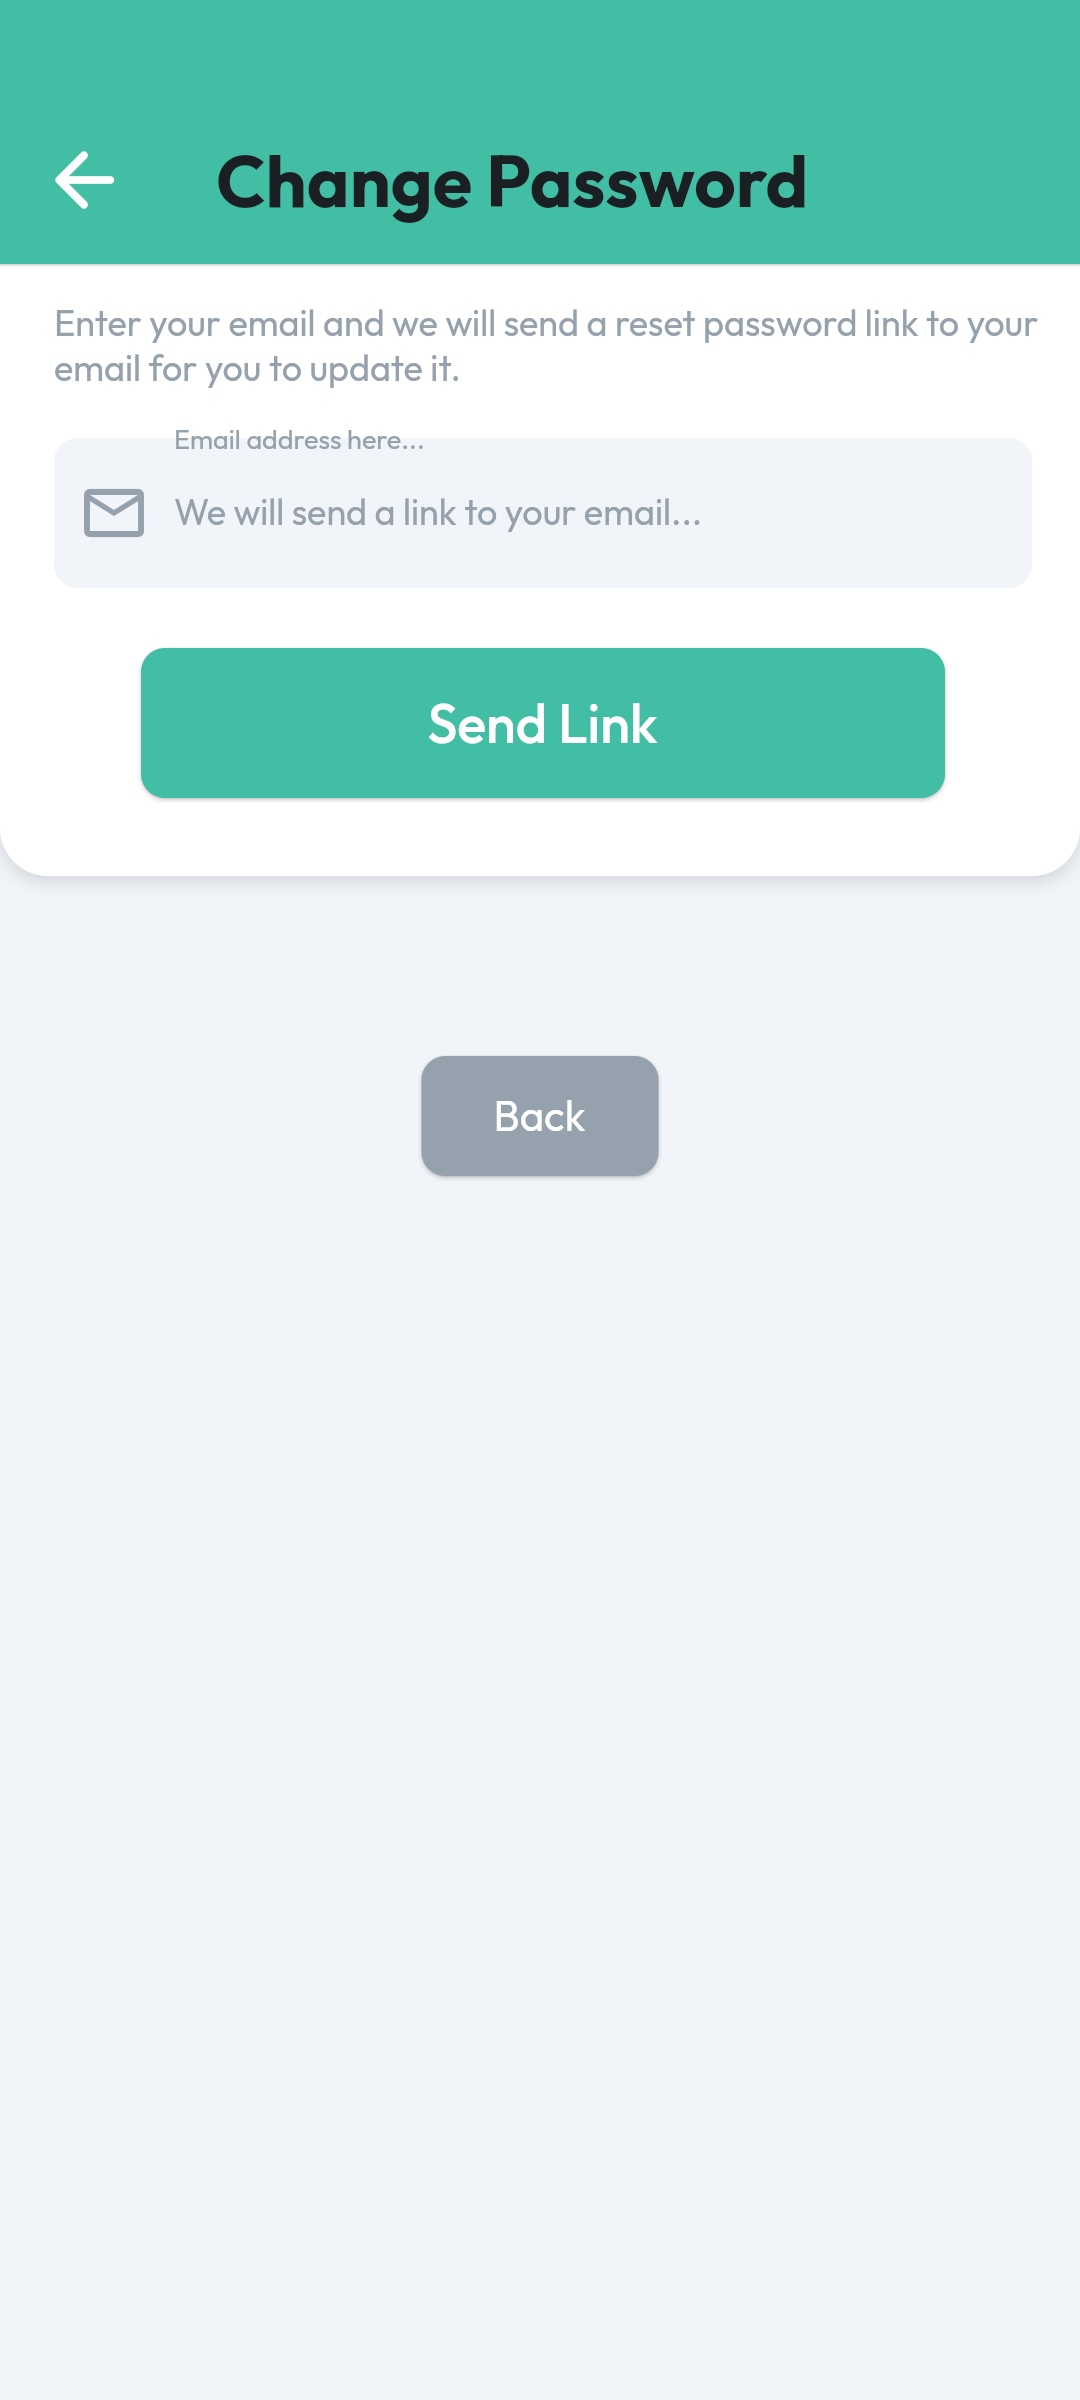 Change Password
Enter your email and we will send a reset password link to your
email for you to update it.
Email address here...
We will send a link to your email...
Send Link
Back